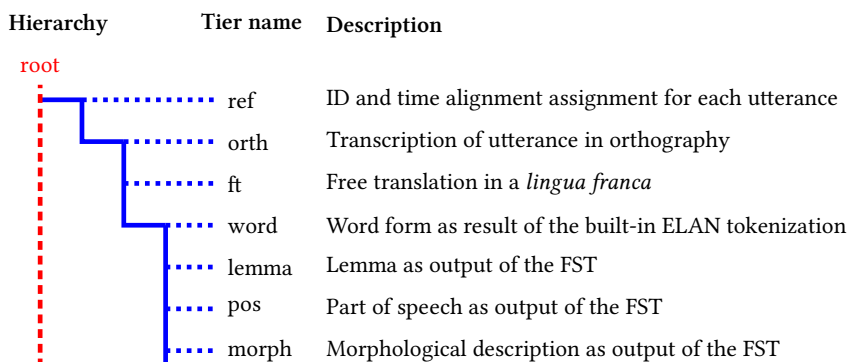 Hierarchy Tier name Description
root
ref ID and time alignment assignment for each utterance
orth Transcription of utterance in orthography
ft Free translation in a lingua franca
word Word form as result of the built-in ELAN tokenization
lemma Lemma as output of the FST
pos Part of speech as output of the FST
morph Morphological description as output of the FST